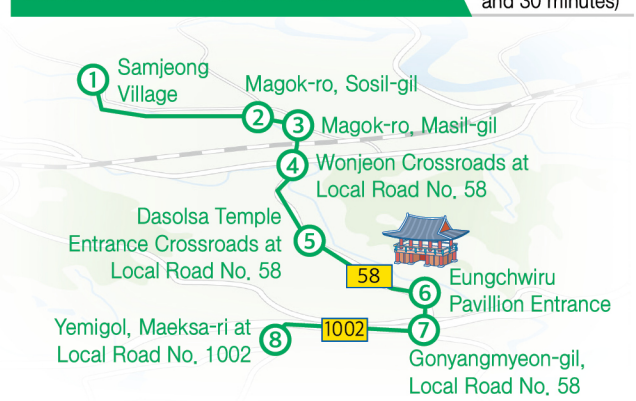 and 30 minutes)
1
Samjeong
Village
Magok-ro, Sosil-gil
2
3
Magok-ro, Masil-gil
4
Wonjeon Crossroads at
Local Road No. 58
Dasolsa Temple
Entrance Crossroads at
Local Road No. 58
5
58
6
Eungchwiru
Pavillion Entrance
Yemigol, Maeksa-ri at
Local Road No. 1002
8
1002
7
Gonyangmyeon-gil,
Local Road No. 58